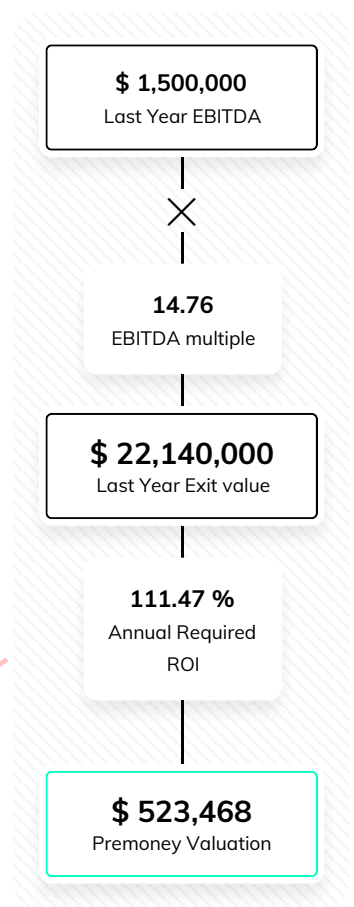 $ 1,500,000
Last Year EBITDA
14.76
EBITDA multiple
$ 22,140,000
Last Year Exit value
111.47 %
Annual Required
ROI
$ 523,468
Premoney Valuation